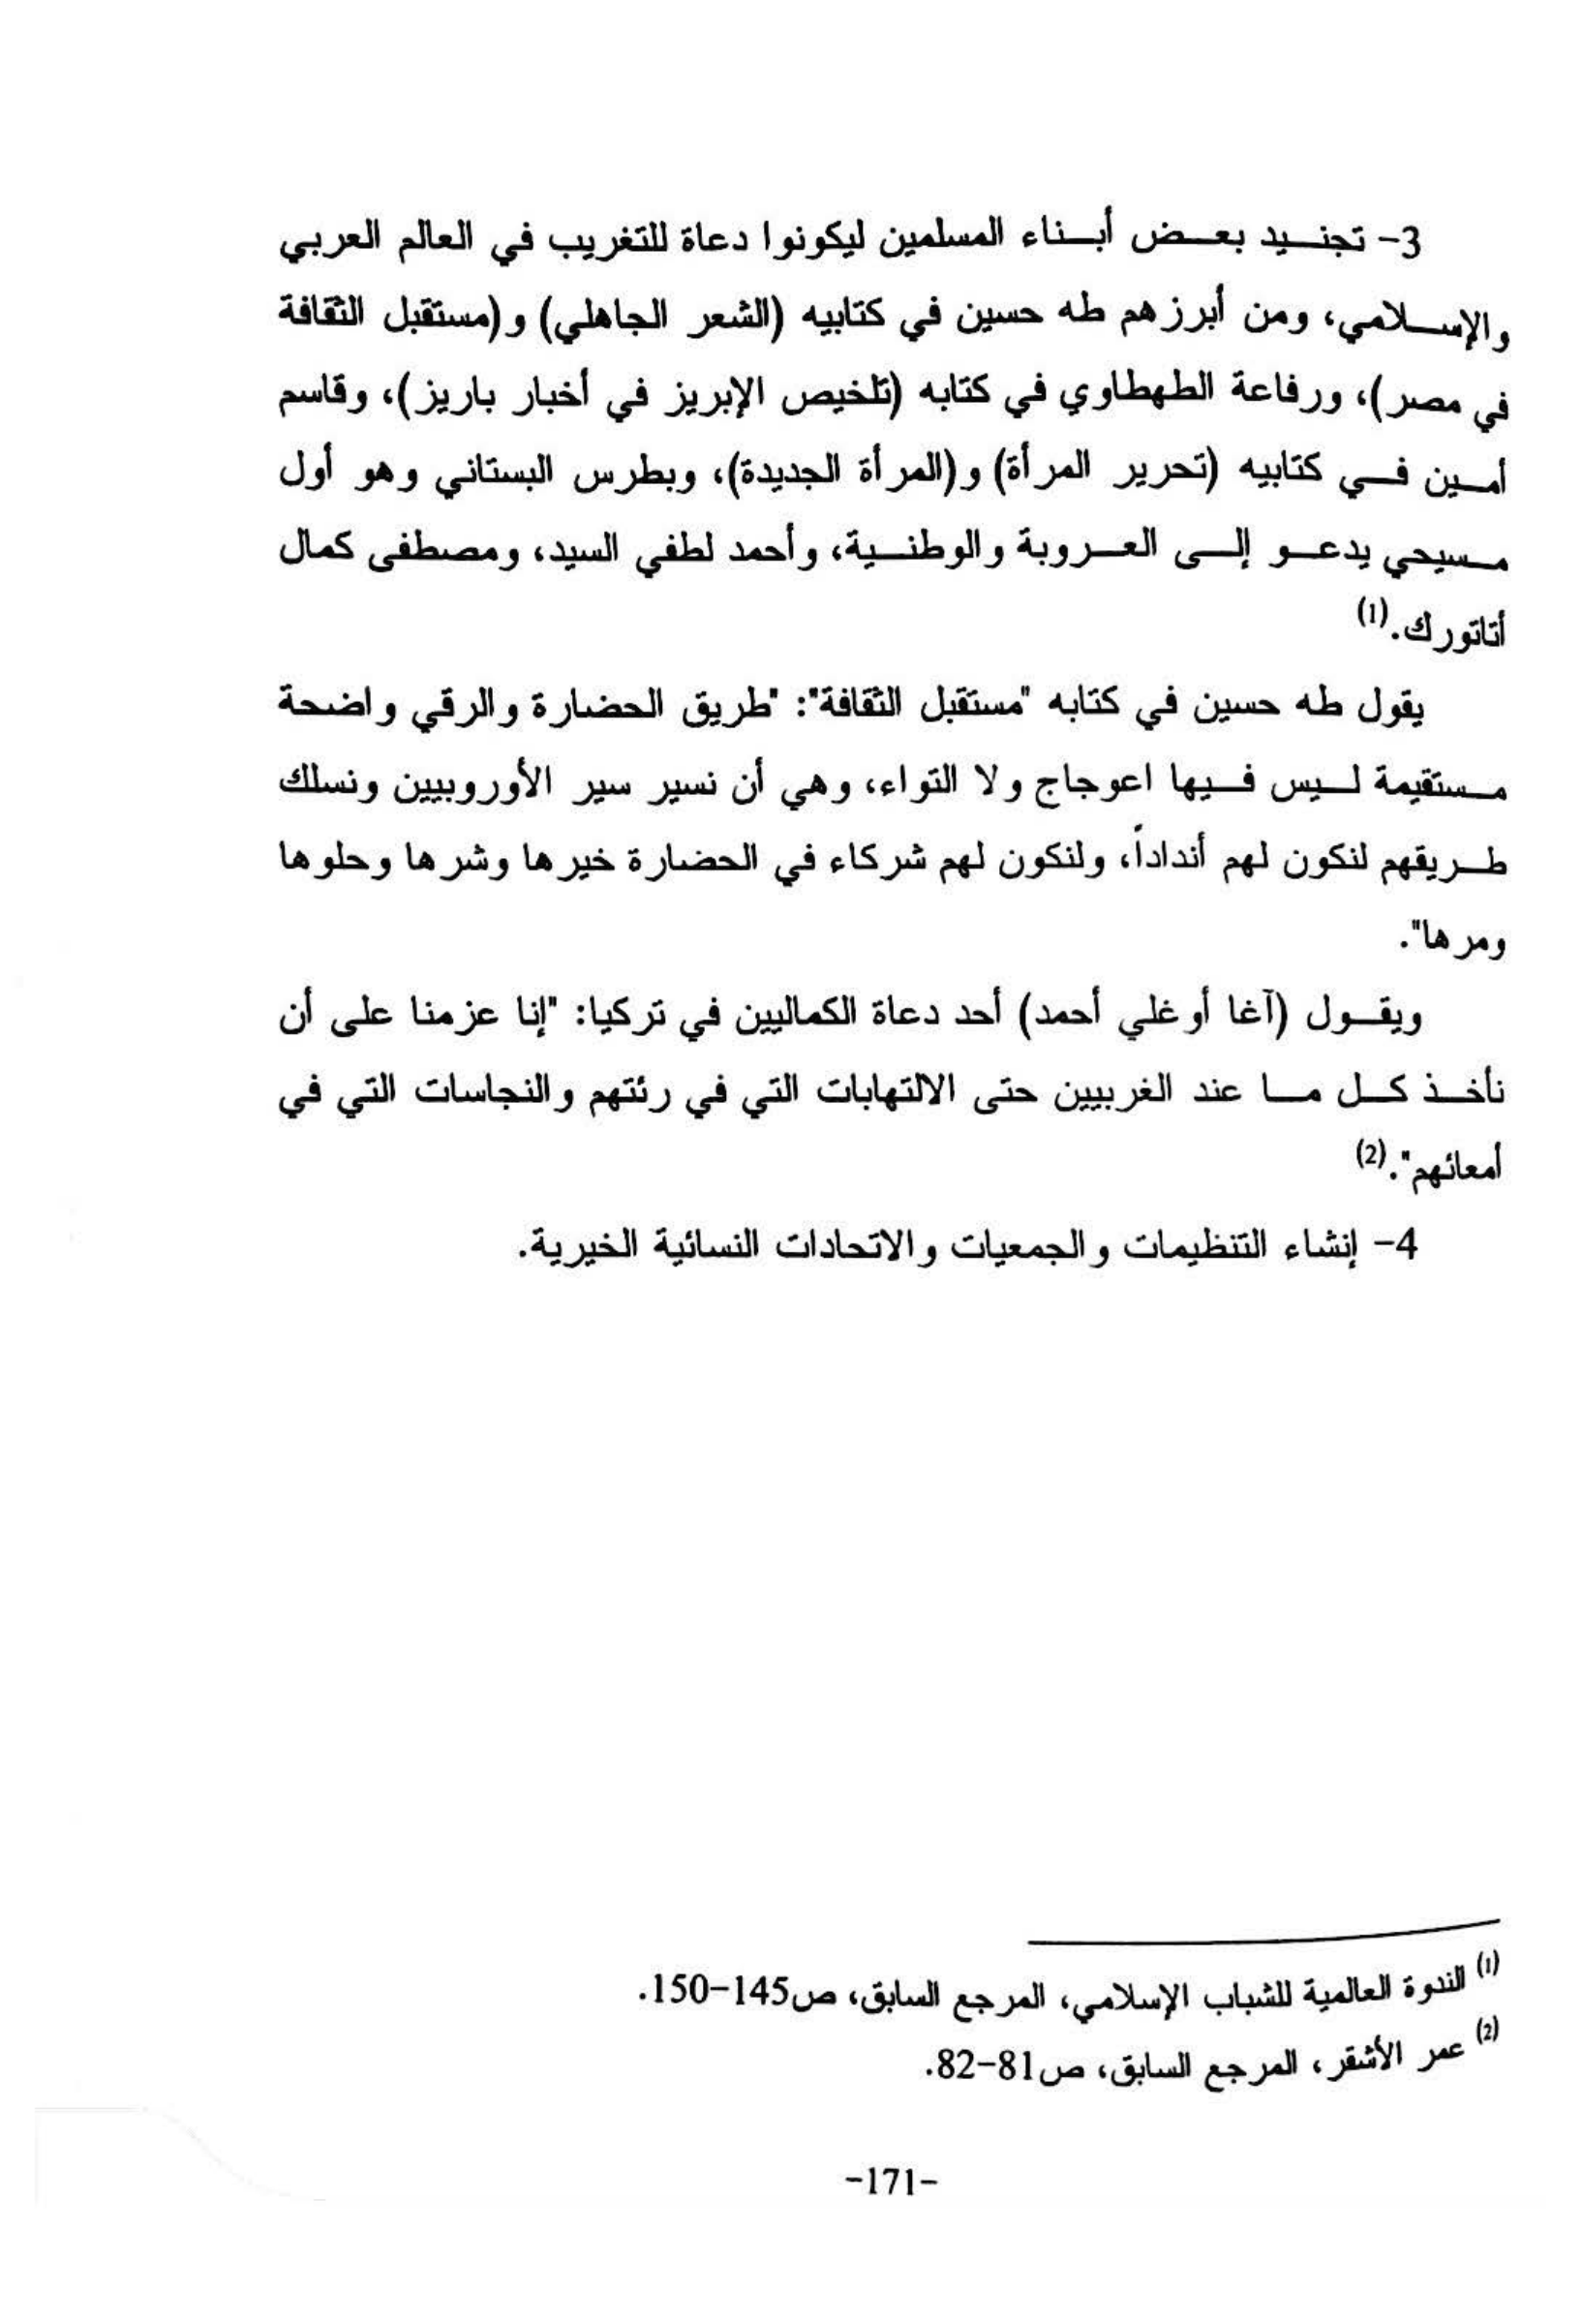 3- تجنيد بعض أبناء المسلمين ليكونوا دعاة للتغريب في العالم العربي
والإسلامي، ومن أبرزهم طه حسين في كتابيه (الشعر الجاهلي) و(مستقبل الثقافة
في مصر)، ورفاعة الطهطاوي في كتابه (تلخيص الإبريز في أخبار باريز)، وقاسم
أمين في كتابيه (تحرير المرأة) و(المرأة الجديدة)، وبطرس البستاني وهو أول
مسيحي يدعو إلى العروبة والوطنية، وأحمد لطفي السيد، ومصطفى كمال
أتاتورك.(1)
يقول طه حسين في كتابه "مستقبل الثقافة": "طريق الحضارة والرقي واضحة
مستقيمة ليس فيها اعوجاج ولا التواء، وهي أن نسير سير الأوروبيين ونسلك
طريقهم لنكون لهم أنداداً، ولنكون لهم شركاء في الحضارة خيرها وشرها وحلوها
ومرها".
ويقول (آغا أوغلي أحمد) أحد دعاة الكماليين في تركيا: "إنا عزمنا على أن
نأخذ كل ما عند الغربيين حتى الالتهابات التي في رئتهم والنجاسات التي في
أمعائهم".(2)
4- إنشاء التنظيمات والجمعيات والاتحادات النسائية الخيرية.
(1) الندوة العالمية للشباب الإسلامي، المرجع السابق، ص145-150.
(2) عمر الأشقر، المرجع السابق، ص81-82.
-171-